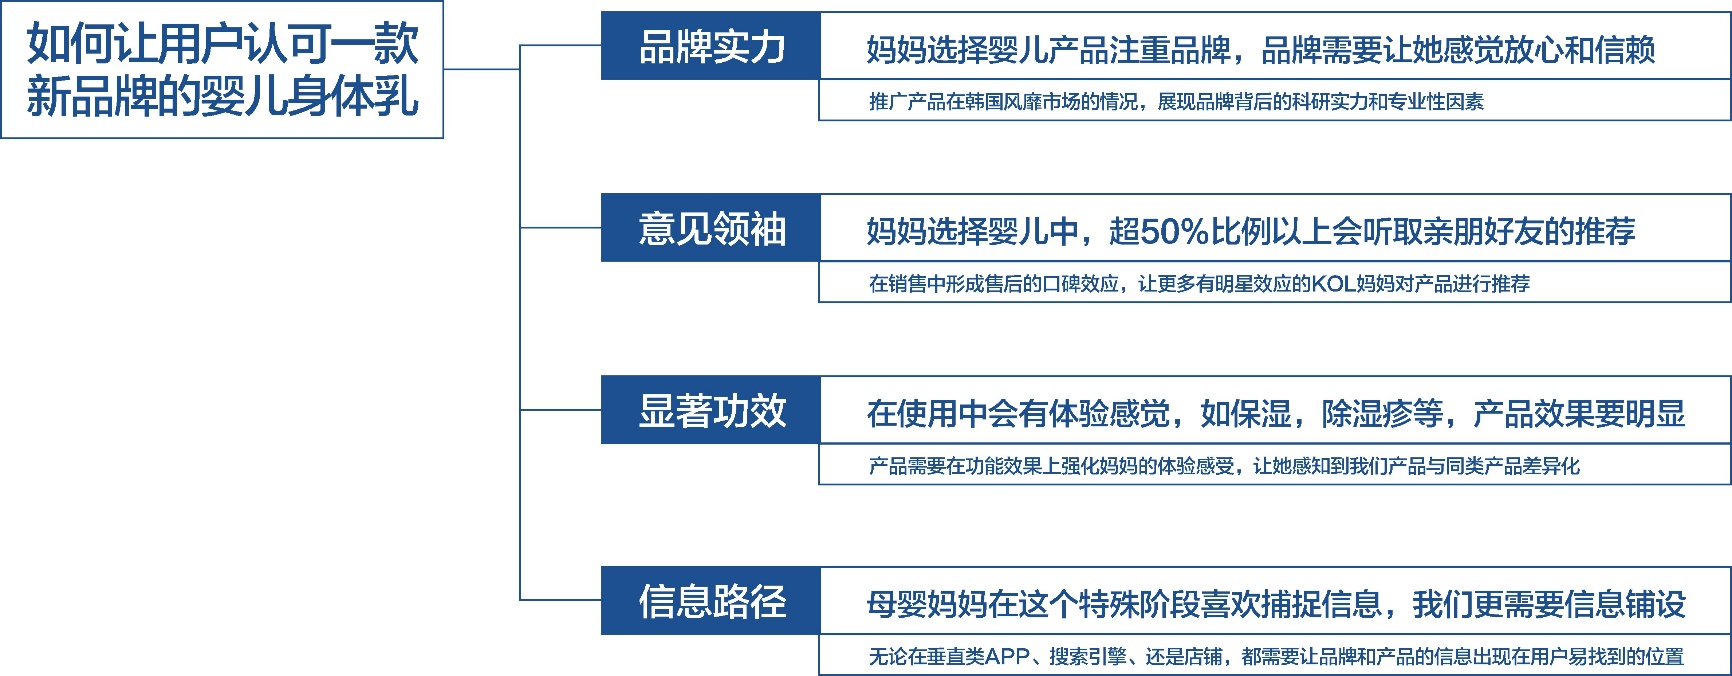 如何让用户认可一款
新品牌的婴儿身体乳
品牌实力
妈妈选择婴儿产品注重品牌，品牌需要让她感觉放心和信赖
推广产品在韩国风靡市场的情况，展现品牌背后的科研实力和专业性因素
意见领袖
妈妈选择婴儿中，超50%比例以上会听取亲朋好友的推荐
在销售中形成售后的口碑效应，让更多有明星效应的KOL妈妈对产品进行推荐
显著功效
在使用中会有体验感觉，如保湿，除湿疹等，产品效果要明显
产品需要在功能效果上强化妈妈的体验感受，让她感知到我们产品与同类产品差异化
信息路径
母婴妈妈在这个特殊阶段喜欢捕捉信息，我们更需要信息铺设
无论在垂直类APP、搜索引擎、还是店铺，都需要让品牌和产品的信息出现在用户易找到的位置